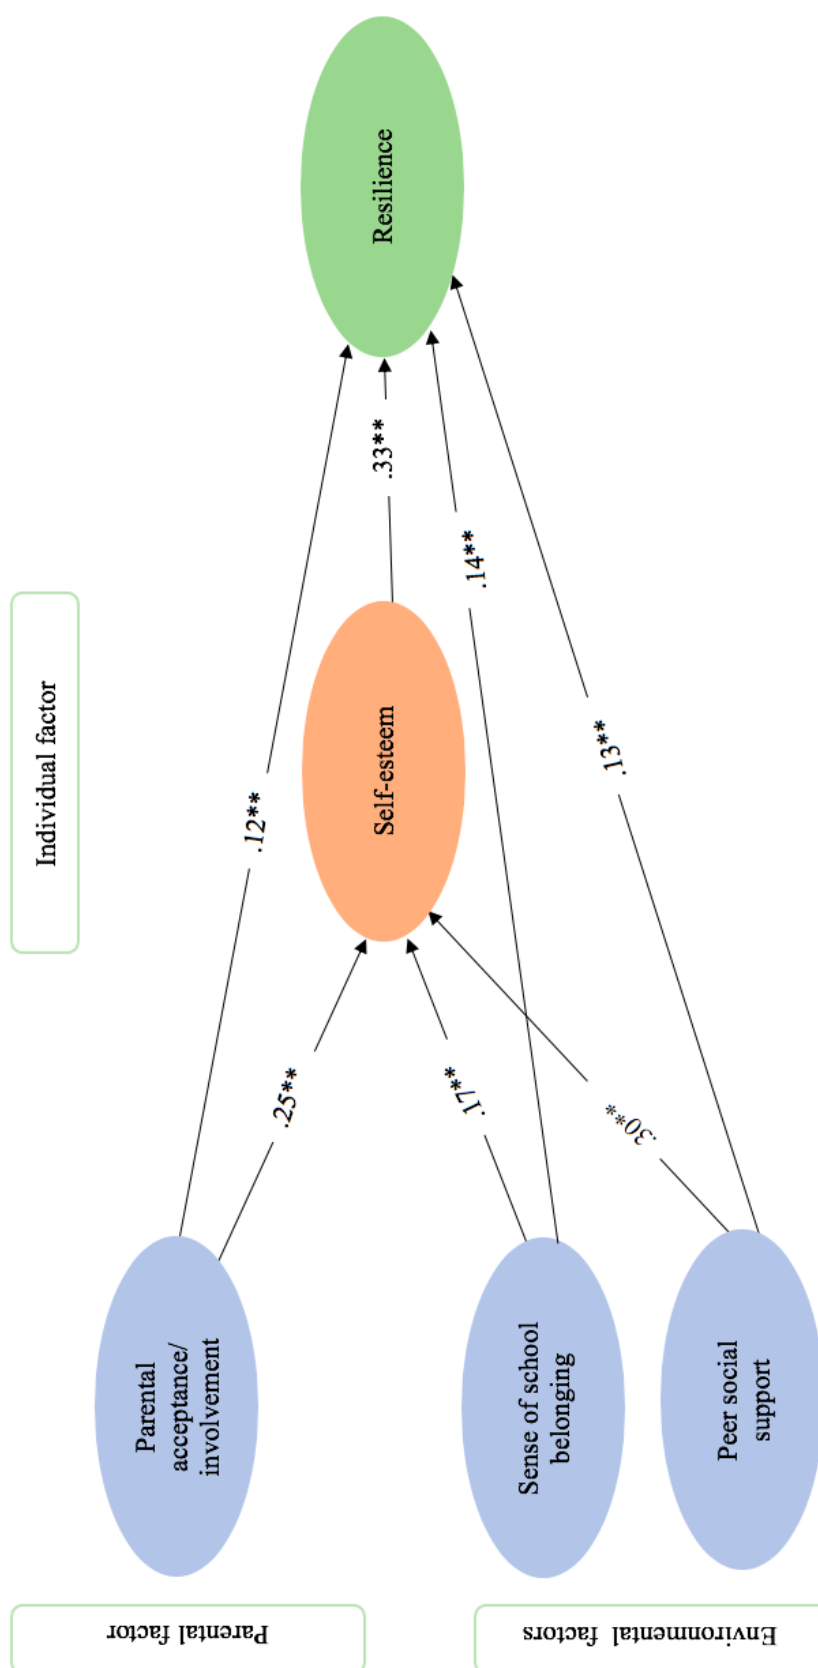 Individual factor
Parental factor
Environmental factors
Parental
acceptance/
involvement
Sense of school
belonging
Peer social
support
Self-esteem
Resilience
.12**
.25**
.33**
.17**
.14**
.30**
.13**